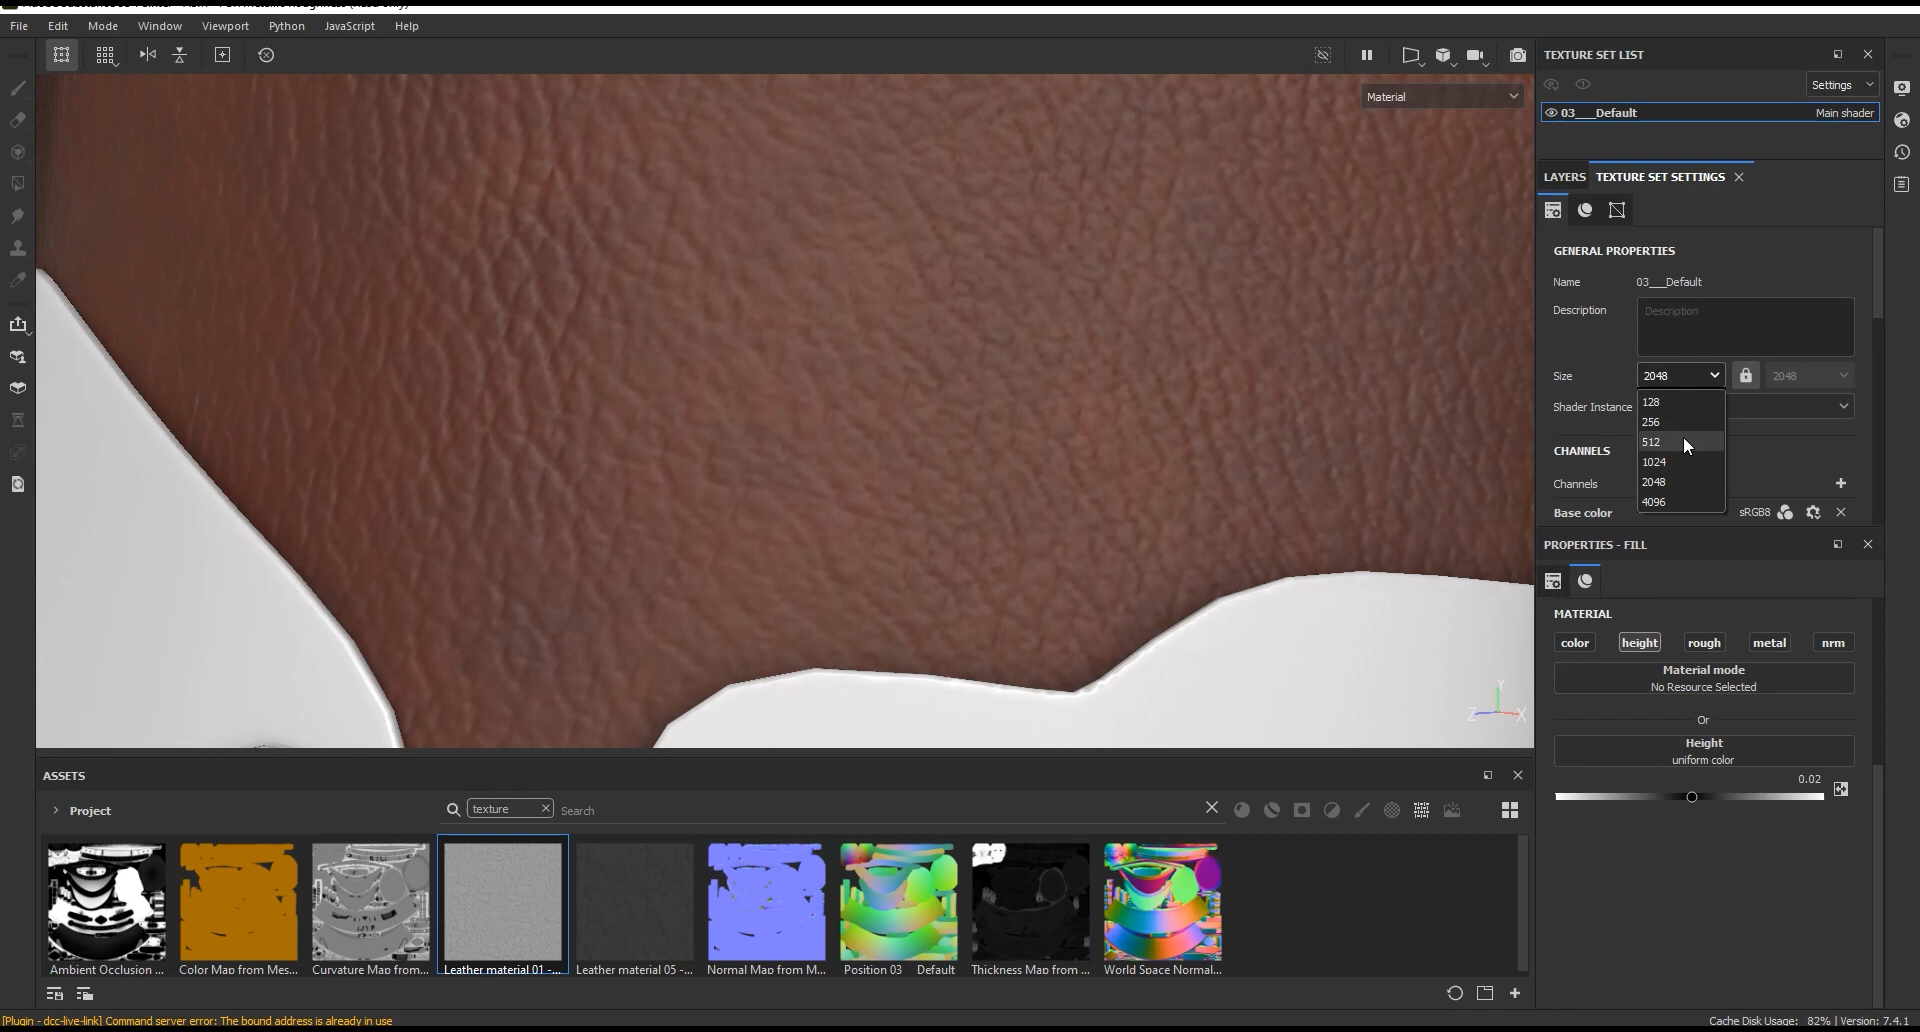 File Edit Mode Window Viewport Python JavaScript Help
Material
TEXTURE SET LIST
Settings
03___Default Main shader
LAYERS TEXTURE SET SETTINGS
GENERAL PROPERTIES
Name 03___Default
Description Description
Size 2048 2048
128
Shader Instance
256
512
CHANNELS
1024
Channels 2048
4096
Base color sRGB8
PROPERTIES - FILL
MATERIAL
color height rough metal nrm
Material mode
No Resource Selected
Or
Height
uniform color
0.02
Y
Z X
ASSETS
Project texture Search
Ambient Occlusion ... Color Map from Mes... Curvature Map from... Leather material 01 -... Leather material 05 -... Normal Map from M... Position 03___Default Thickness Map from ... World Space Normal...
[Plugin - dcc-live-link] Command server error: The bound address is already in use
Cache Disk Usage: 82% | Version: 7.4.1